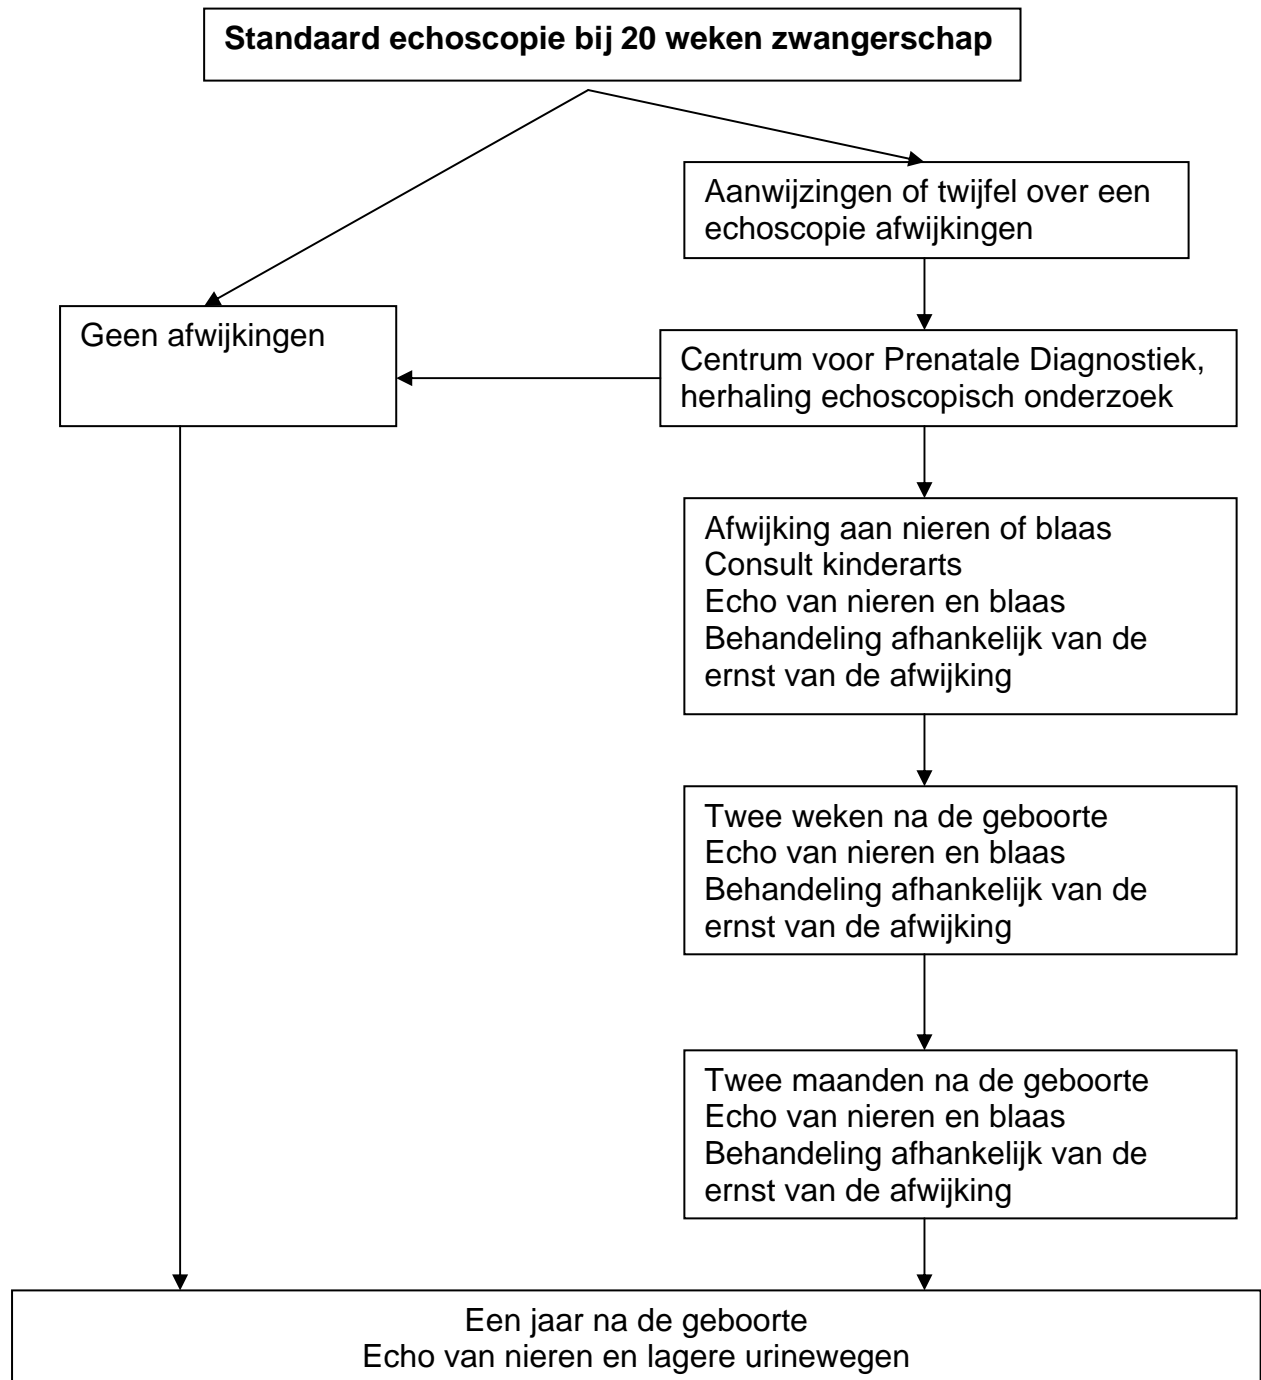 Standaard echoscopie bij 20 weken zwangerschap
Aanwijzingen of twijfel over een
echoscopie afwijkingen
Geen afwijkingen
Centrum voor Prenatale Diagnostiek,
herhaling echoscopisch onderzoek
Afwijking aan nieren of blaas
Consult kinderarts
Echo van nieren en blaas
Behandeling afhankelijk van de
ernst van de afwijking
Twee weken na de geboorte
Echo van nieren en blaas
Behandeling afhankelijk van de
ernst van de afwijking
Twee maanden na de geboorte
Echo van nieren en blaas
Behandeling afhankelijk van de
ernst van de afwijking
Een jaar na de geboorte
Echo van nieren en lagere urinewegen